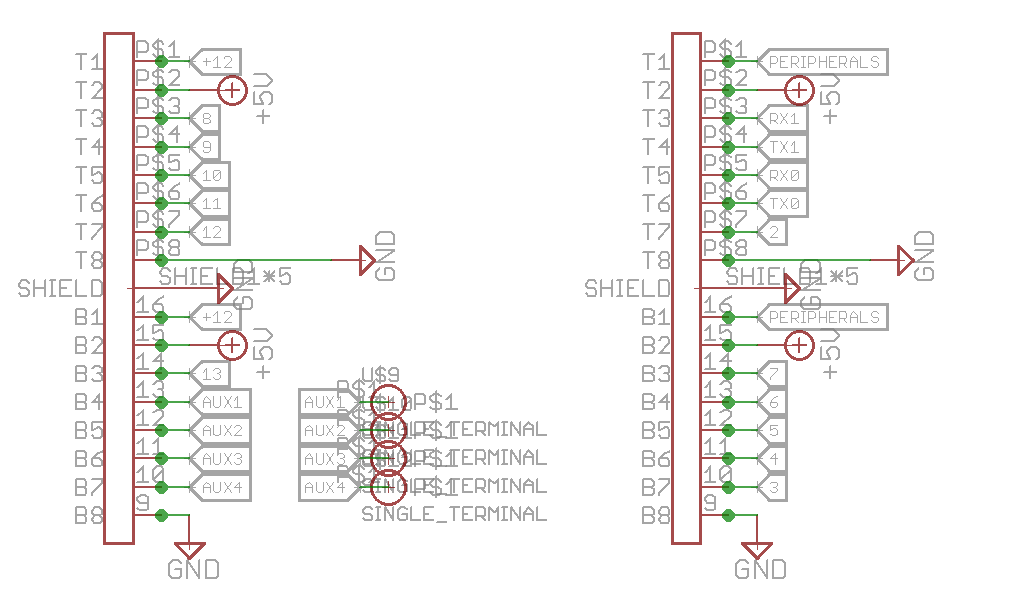 T1 P$1 +12
T2 P$2 +5V
T3 P$3 8
T4 P$4 9
T5 P$5 10
T6 P$6 11
T7 P$7 12
T8 P$8 GND
SHIELD SHIELD1*5 GND
B1 16 +12
B2 15 +5V
B3 14 13
B4 13 AUX1
B5 12 AUX2
B6 11 AUX3
B7 10 AUX4
B8 9
GND
U$9
AUX1 P$1
AUX2 SINGLE_TERMINAL
AUX3 SINGLE_TERMINAL
AUX4 SINGLE_TERMINAL
SINGLE_TERMINAL
T1 P$1 PERIPHERALS
T2 P$2 +5V
T3 P$3 RX1
T4 P$4 TX1
T5 P$5 RX0
T6 P$6 TX0
T7 P$7 2
T8 P$8 GND
SHIELD SHIELD1*5 GND
B1 16 PERIPHERALS
B2 15 +5V
B3 14 7
B4 13 6
B5 12 5
B6 11 4
B7 10 3
B8 9
GND